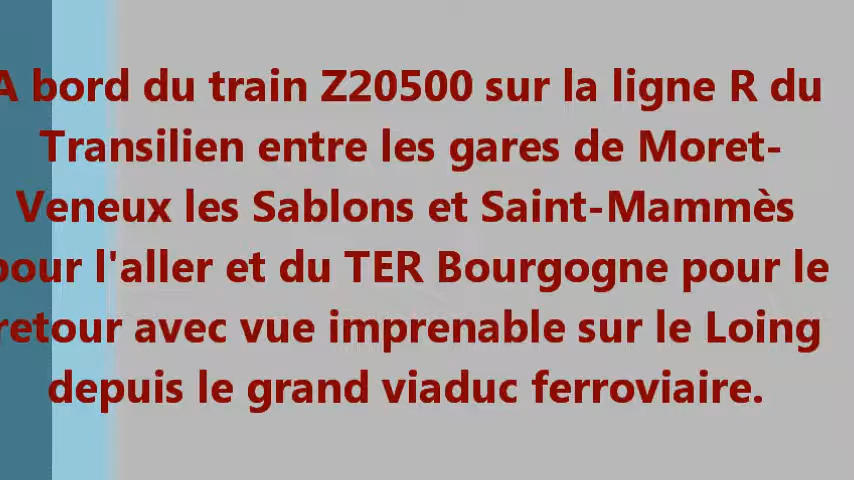 A bord du train Z20500 sur la ligne R du
Transilien entre les gares de Moret-
Veneux les Sablons et Saint-Mammès
pour l'aller et du TER Bourgogne pour le
retour avec vue imprenable sur le Loing
depuis le grand viaduc ferroviaire.